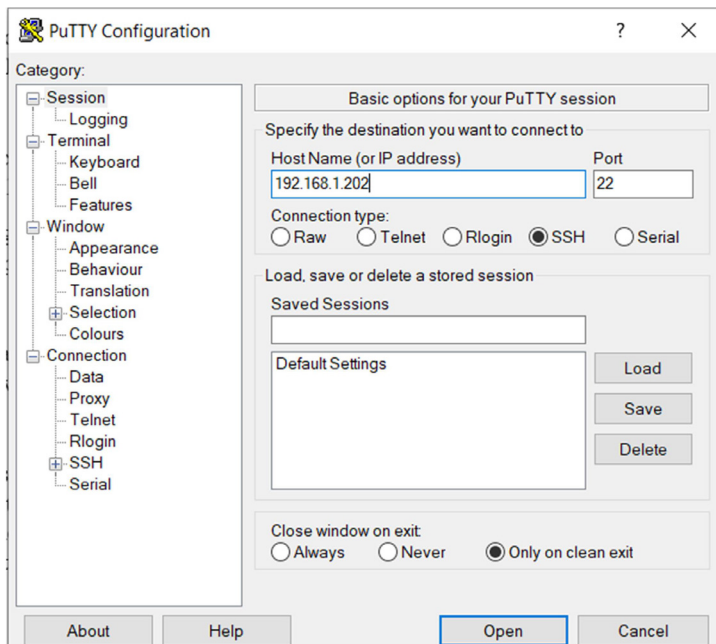 PuTTY Configuration
?
Category:
Session
Logging
Terminal
Keyboard
Bell
Features
Window
Appearance
Behaviour
Translation
Selection
Colours
Connection
Data
Proxy
Telnet
Rlogin
SSH
Serial
Basic options for your PuTTY session
Specify the destination you want to connect to
Host Name (or IP address) Port
192.168.1.202 22
Connection type:
Raw Telnet Rlogin SSH Serial
Load, save or delete a stored session
Saved Sessions
Default Settings
Load
Save
Delete
Close window on exit:
Always Never Only on clean exit
About Help Open Cancel